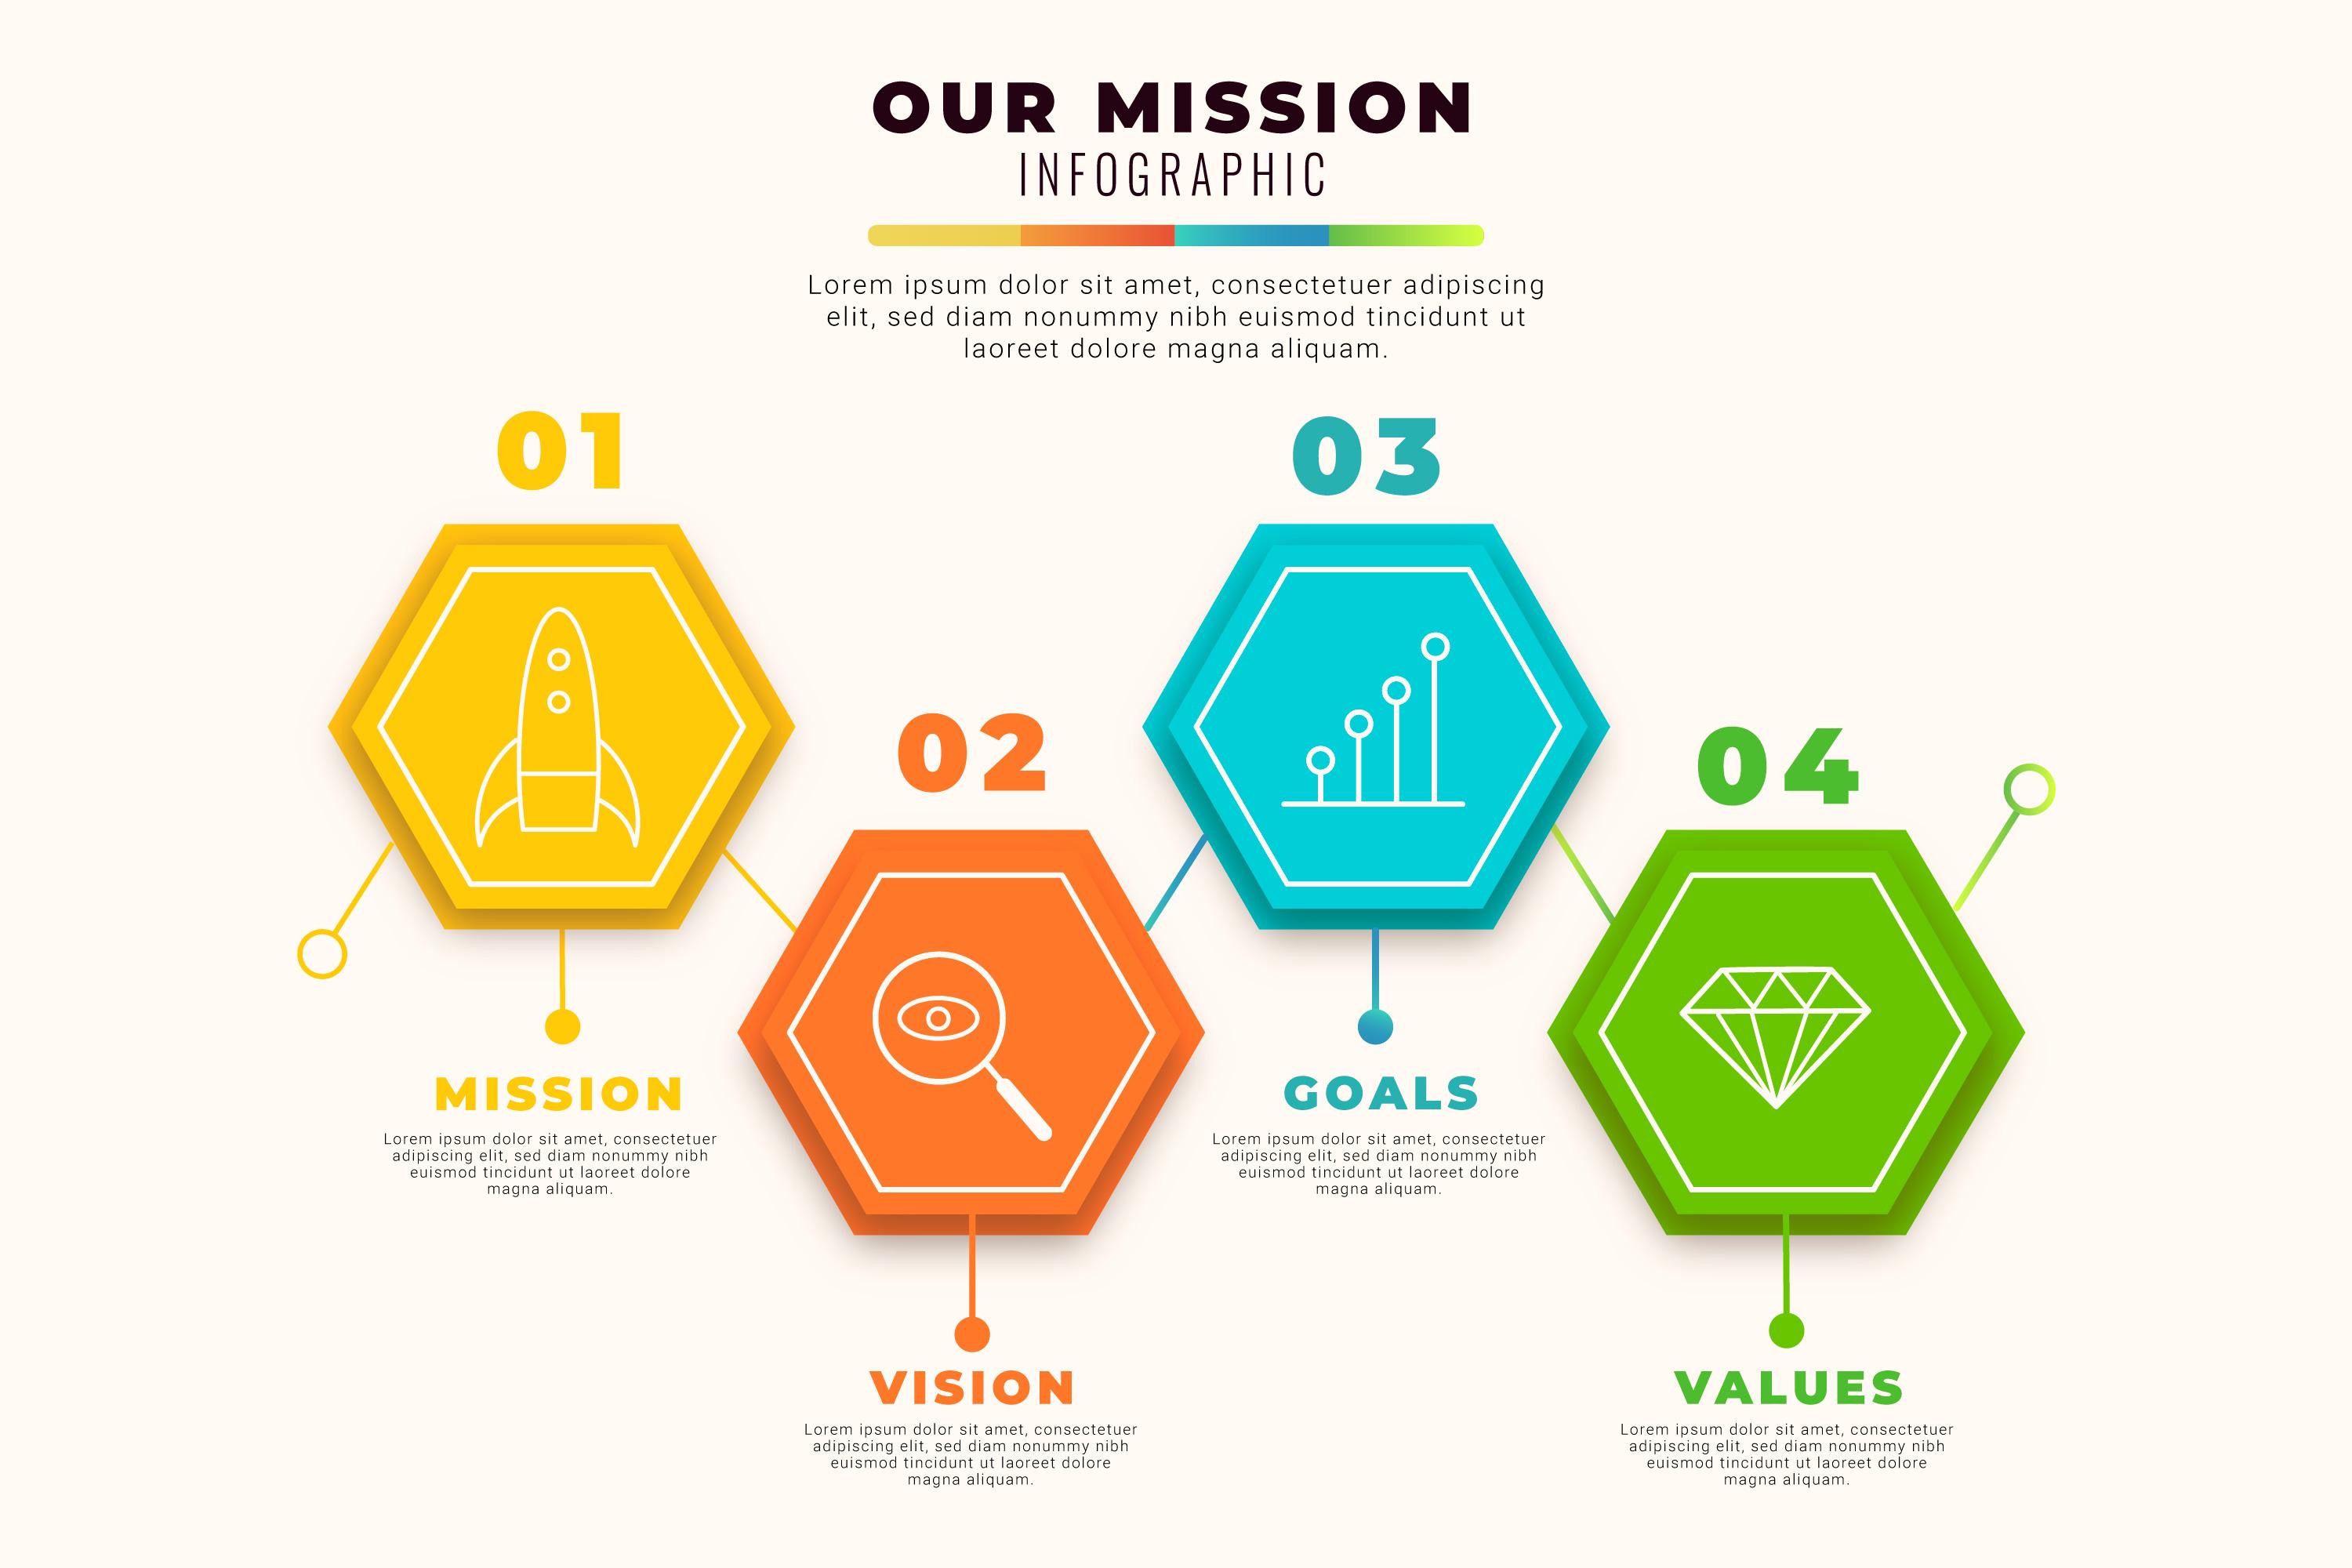 OUR MISSION
INFOGRAPHIC
Lorem ipsum dolor sit amet, consectetuer adipiscing
elit, sed diam nonummy nibh euismod tincidunt ut
laoreet dolore magna aliquam.
01
MISSION
Lorem ipsum dolor sit amet, consectetuer
adipiscing elit, sed diam nonummy nibh
euismod tincidunt ut laoreet dolore
magna aliquam.
02
VISION
Lorem ipsum dolor sit amet, consectetuer
adipiscing elit, sed diam nonummy nibh
euismod tincidunt ut laoreet dolore
magna aliquam.
03
GOALS
Lorem ipsum dolor sit amet, consectetuer
adipiscing elit, sed diam nonummy nibh
euismod tincidunt ut laoreet dolore
magna aliquam.
04
VALUES
Lorem ipsum dolor sit amet, consectetuer
adipiscing elit, sed diam nonummy nibh
euismod tincidunt ut laoreet dolore
magna aliquam.